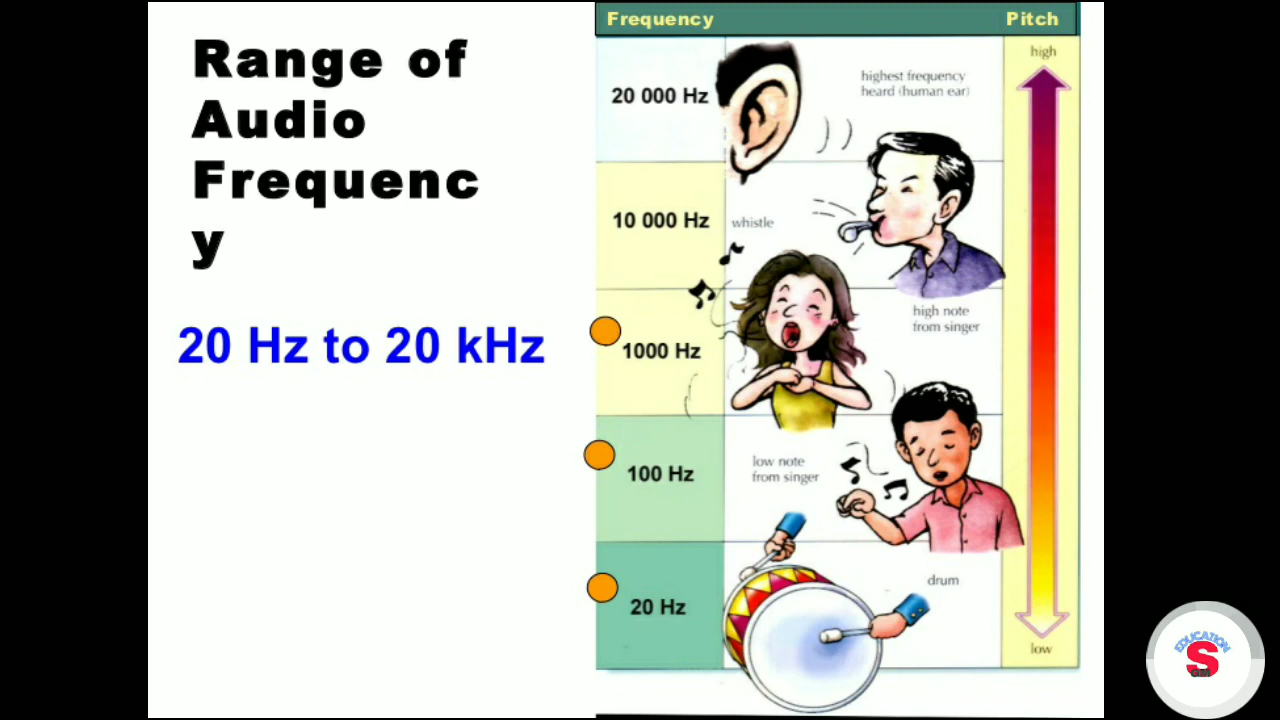 Range of
Audio
Frequenc
y
20 Hz to 20 kHz
Frequency
Pitch
high
20 000 Hz
highest frequency
heard (human ear)
10 000 Hz
whistle
1000 Hz
high note
from singer
100 Hz
low note
from singer
20 Hz
drum
low
EDUCATION
S
GM